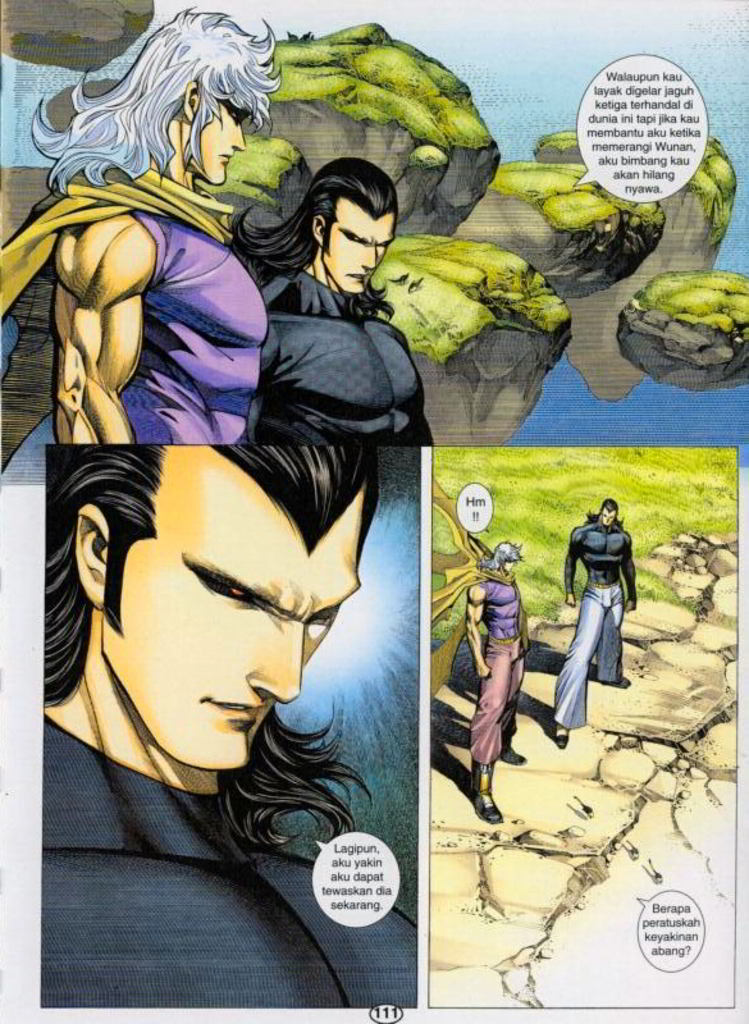 Walaupun kau
layak digelar jaguh
ketiga terhandal di
dunia ini tapi jika kau
membantu aku ketika
memerangi Wunan,
aku bimbang kau
akan hilang
nyawa.
Lagipun,
aku yakin
aku dapat
tewaskan dia
sekarang.
Hm
!!
Berapa
peratuskah
keyakinan
abang?
111